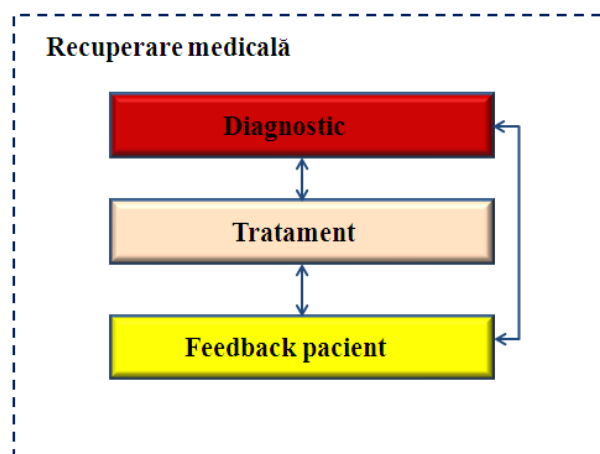 Recuperare medicală
Diagnostic
Tratament
Feedback pacient